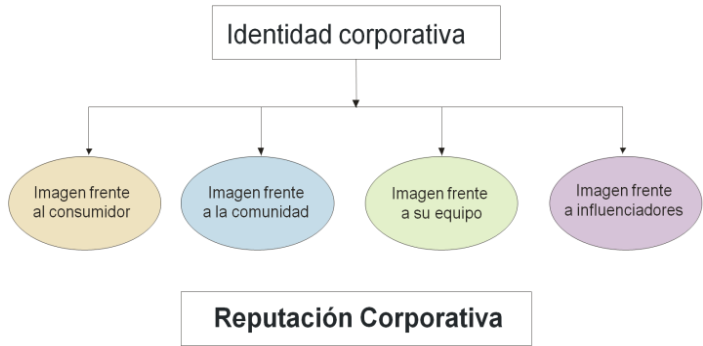 Identidad corporativa
Imagen frente
al consumidor
Imagen frente
a la comunidad
Imagen frente
a su equipo
Imagen frente
a influenciadores
Reputación Corporativa